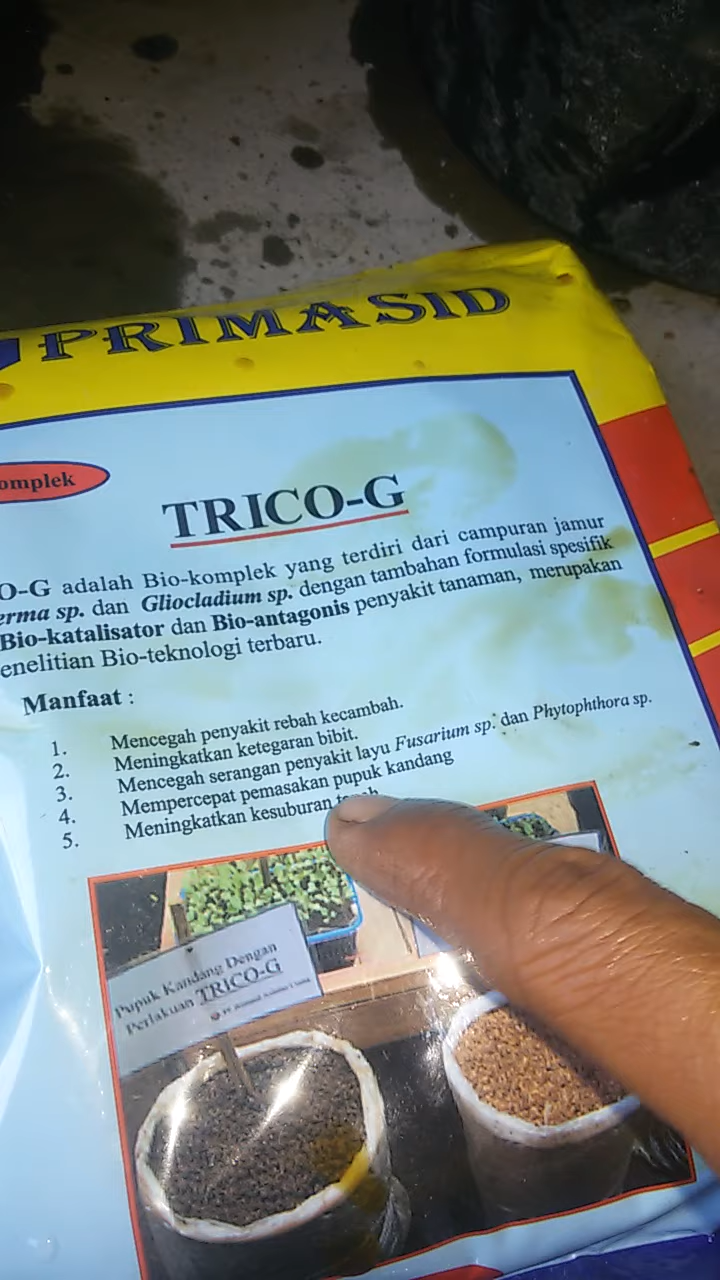 PRIMASID
omplek
TRICO-G
O-G adalah Bio-komplek yang terdiri dari campuran jamur
erma sp. dan Gliocladium sp. dengan tambahan formulasi spesifik
Bio-katalisator dan Bio-antagonis penyakit tanaman, merupakan
enelitian Bio-teknologi terbaru.
Manfaat :
1. Mencegah penyakit rebah kecambah.
2. Meningkatkan ketegaran bibit.
3. Mencegah serangan penyakit layu Fusarium sp. dan Phytophthora sp.
4. Mempercepat pemasakan pupuk kandang
5. Meningkatkan kesuburan
Pupuk Kandang Dengan
Perlakuan TRICO-G